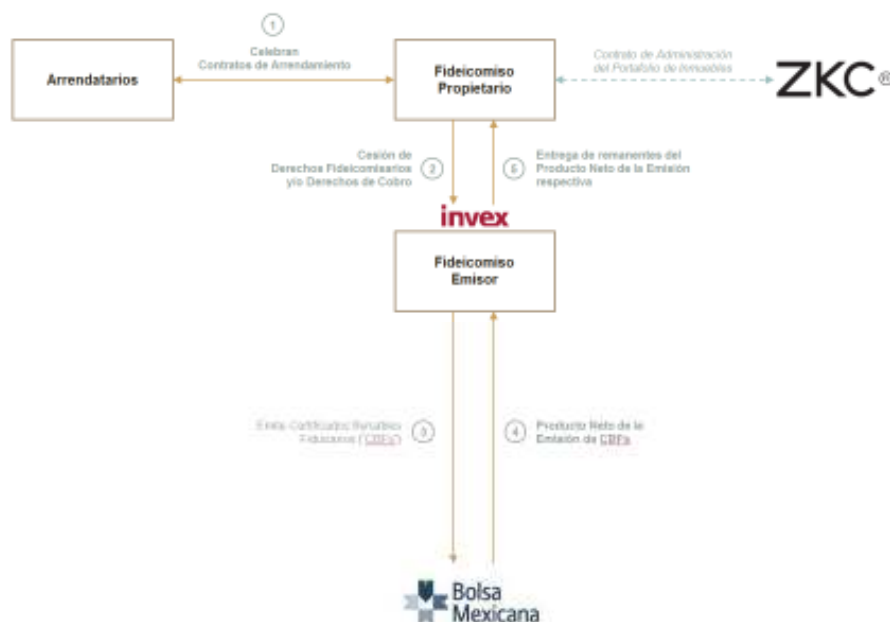 1
Celebran
Contratos de Arrendamiento
Arrendatarios
Fideicomiso
Propietario
Contrato de Administración
del Portafolio de Inmuebles
ZKC®
Cesión de
Derechos Fideicomisarios
y/o Derechos de Cobro
2
5
Entrega de remanentes del
Producto Neto de la Emisión
respectiva
invex
Fideicomiso
Emisor
Certificados Bursátiles
Fiduciarios ("CBFs")
3
4
Producto Neto de la
Emisión de CBFs
Bolsa
Mexicana